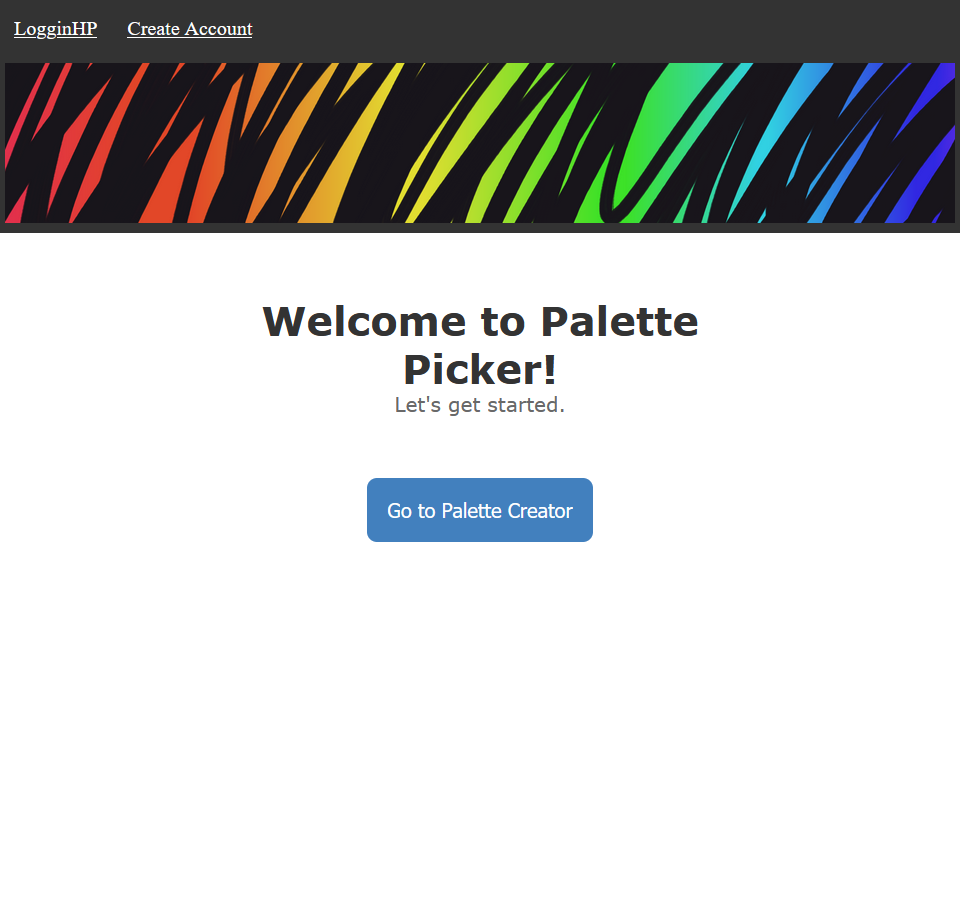 LogginHP Create Account
Welcome to Palette
Picker!
Let's get started.
Go to Palette Creator